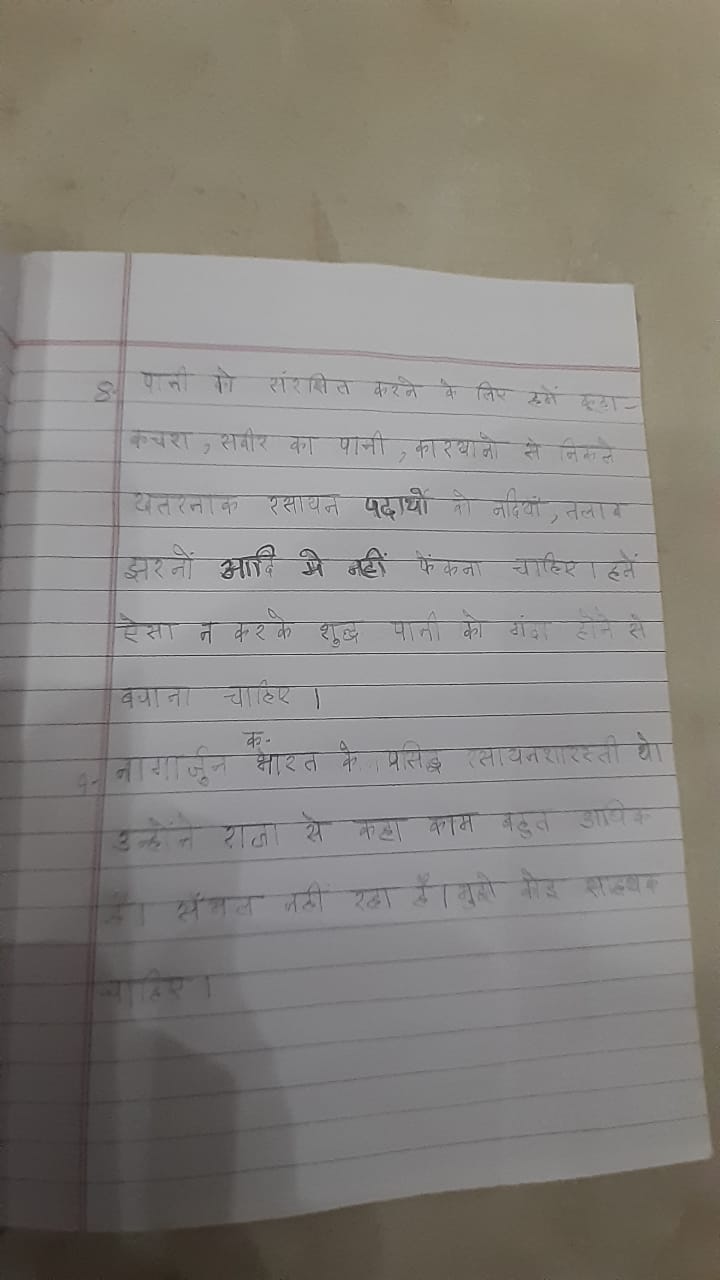 8- पानी को संरक्षित करने के लिए हमें कूड़ा-
कचरा, सवीर का पानी, कारखानो से निकले
खतरनाक रसायन पदार्थो को नदियां, तलाब
झरनों आदि मे नहीं फेंकना चाहिए। हमें
ऐसा न करके शुद्ध पानी को गंदा होने से
बचाना चाहिए।
क-
9- नागार्जुन भारत के प्रसिद्ध रसायनशास्त्ती थे।
उन्होंने राजा से कहा काम बहुत अधिक
है। संभल नही रहा है। मुझे कोइ सहायक
चाहिए।